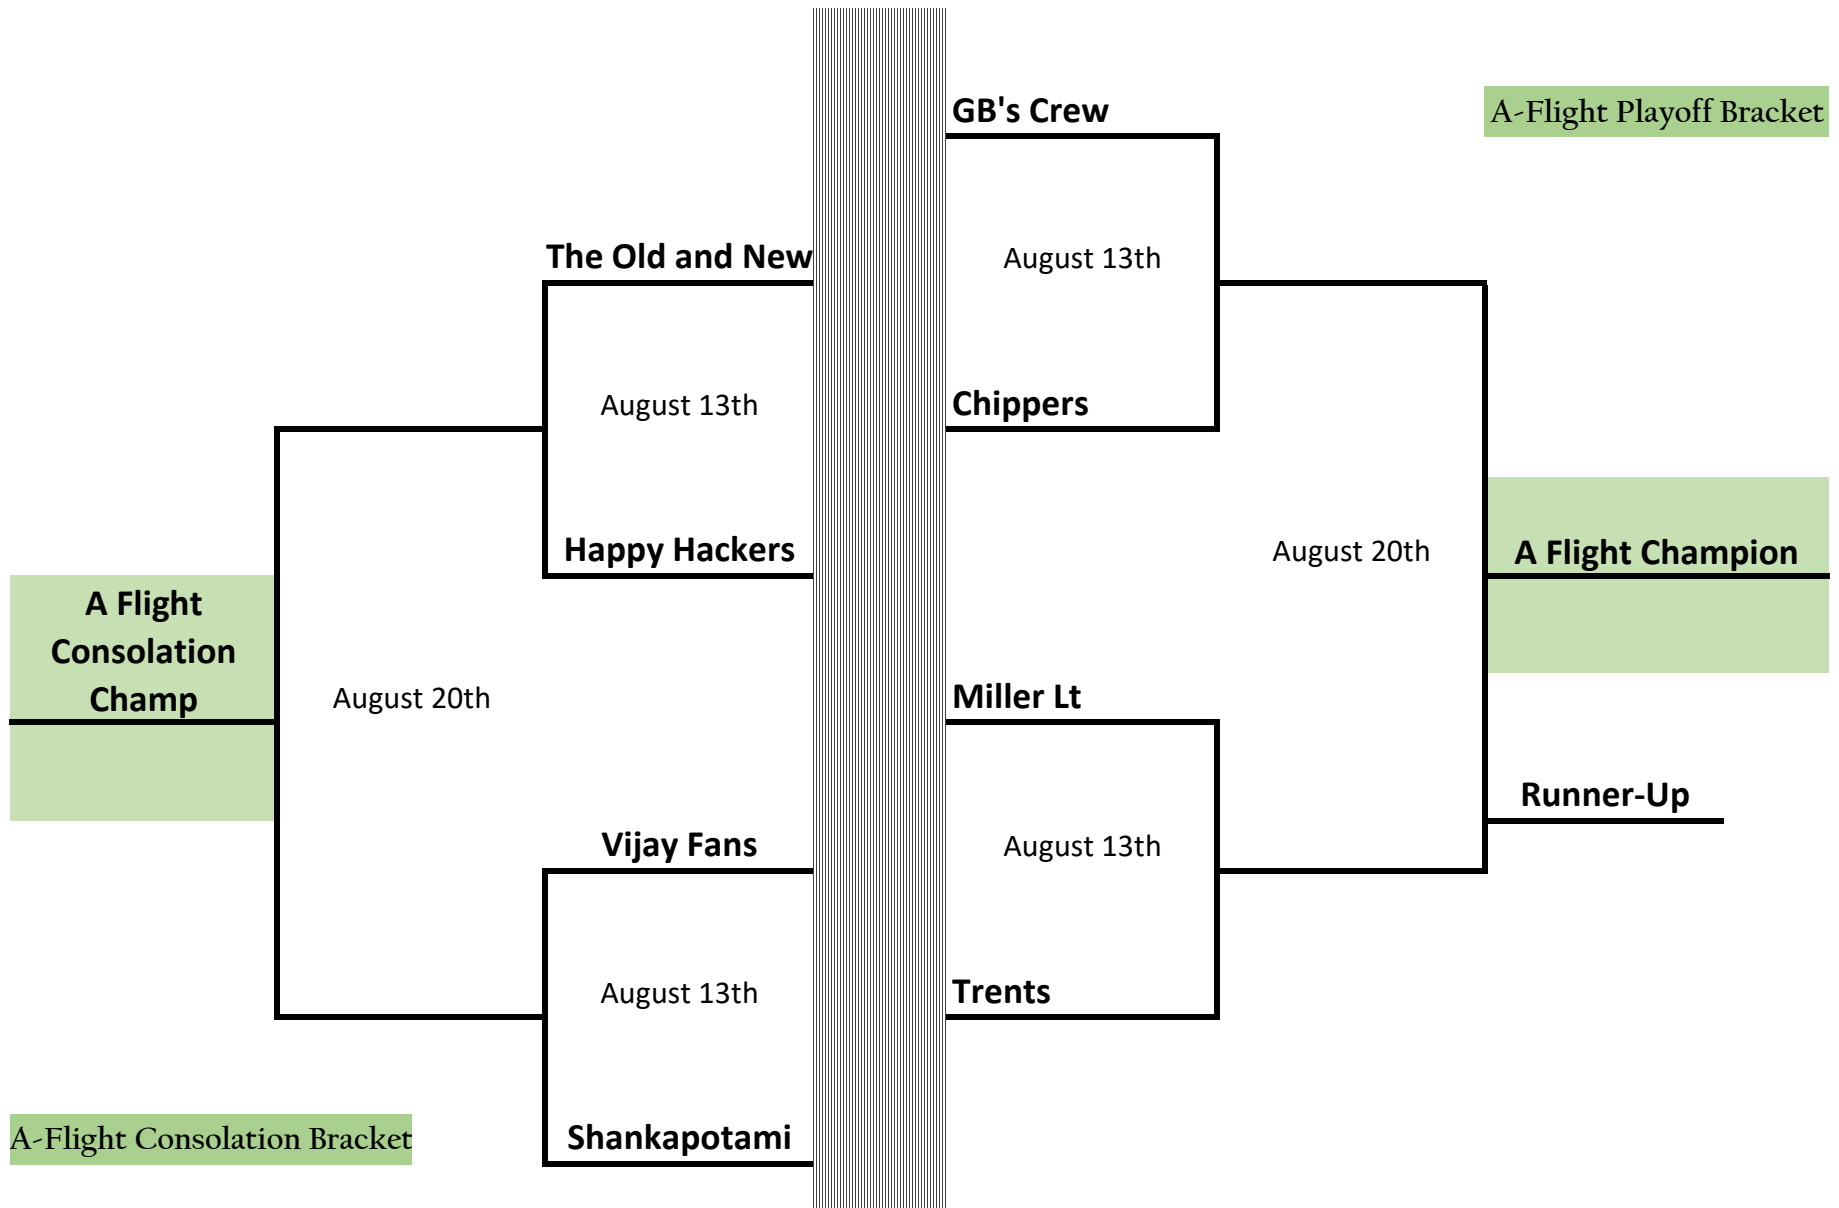 GB's Crew
A-Flight Playoff Bracket
The Old and New
August 13th
August 13th
Chippers
Happy Hackers
August 20th
A Flight Champion
A Flight
Consolation
Champ
August 20th
Miller Lt
Runner-Up
Vijay Fans
August 13th
August 13th
Trents
A-Flight Consolation Bracket
Shankapotami